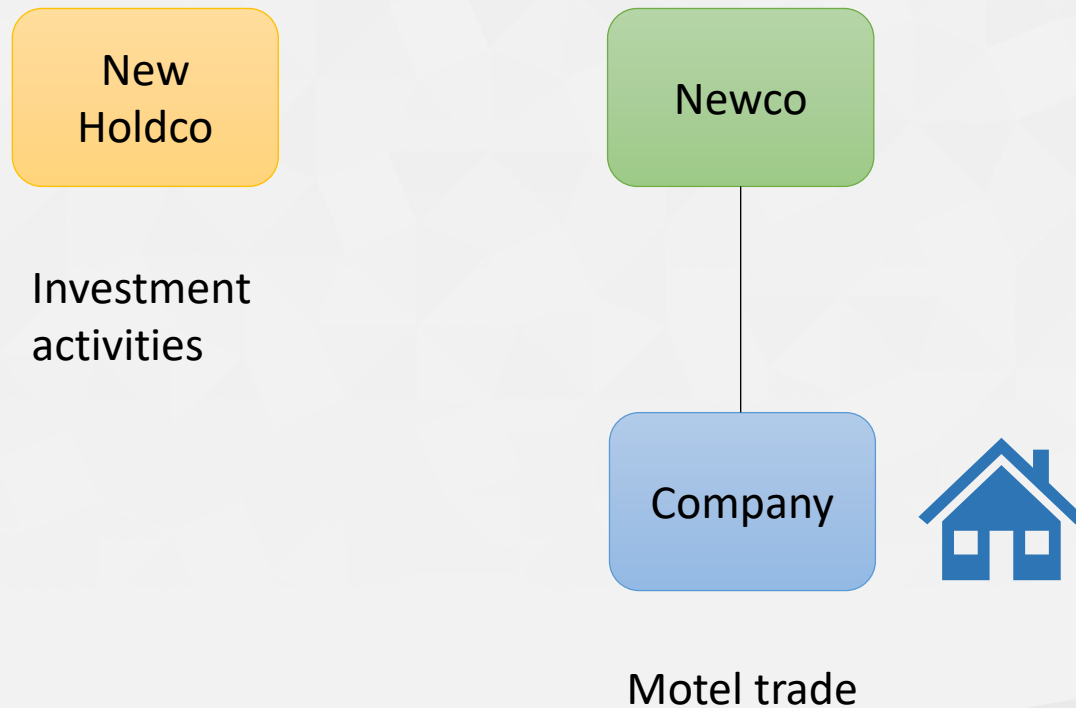 New
Holdco
Newco
Investment
activities
Company
Motel trade